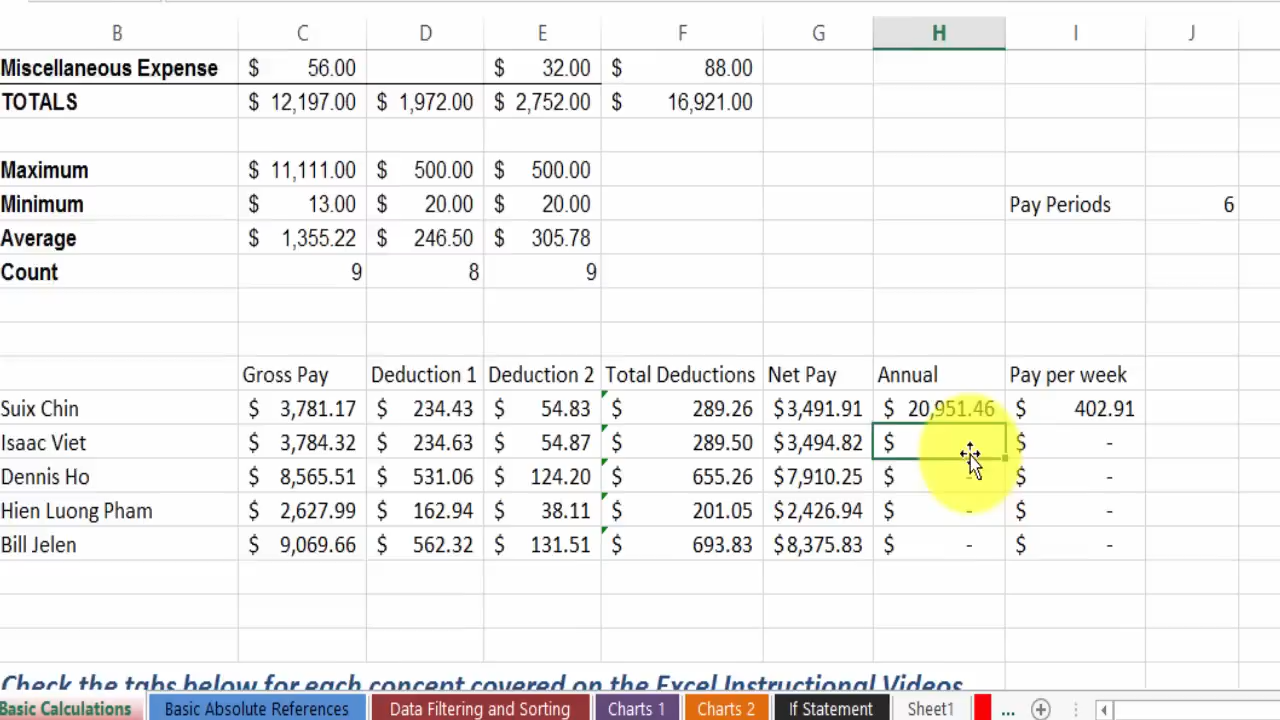 B C D E F G H I J
Miscellaneous Expense $ 56.00 $ 32.00 $ 88.00
TOTALS $ 12,197.00 $ 1,972.00 $ 2,752.00 $ 16,921.00
Maximum $ 11,111.00 $ 500.00 $ 500.00
Minimum $ 13.00 $ 20.00 $ 20.00 Pay Periods 6
Average $ 1,355.22 $ 246.50 $ 305.78
Count 9 8 9
Gross Pay Deduction 1 Deduction 2 Total Deductions Net Pay Annual Pay per week
Suix Chin $ 3,781.17 $ 234.43 $ 54.83 $ 289.26 $3,491.91 $ 20,951.46 $ 402.91
Isaac Viet $ 3,784.32 $ 234.63 $ 54.87 $ 289.50 $3,494.82 $ $ -
Dennis Ho $ 8,565.51 $ 531.06 $ 124.20 $ 655.26 $7,910.25 $ - $ -
Hien Luong Pham $ 2,627.99 $ 162.94 $ 38.11 $ 201.05 $2,426.94 $ - $ -
Bill Jelen $ 9,069.66 $ 562.32 $ 131.51 $ 693.83 $8,375.83 $ - $ -
Check the tabs below for each concept covered on the Excel Instructional Videos
Basic Calculations Basic Absolute References Data Filtering and Sorting Charts 1 Charts 2 If Statement Sheet1 ...